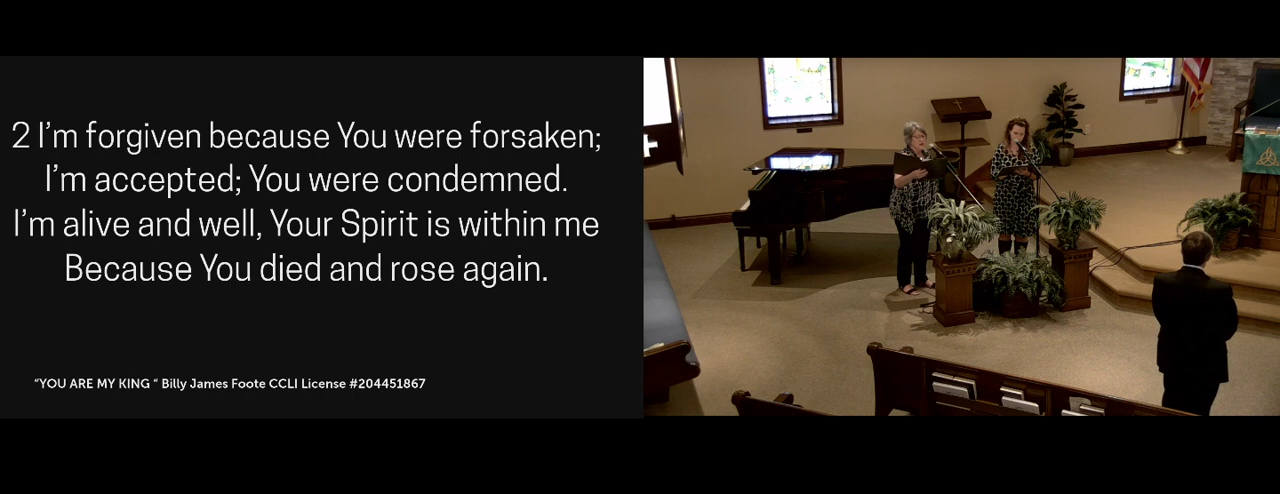 2 I’m forgiven because You were forsaken;
I’m accepted; You were condemned.
I’m alive and well, Your Spirit is within me
Because You died and rose again.
“YOU ARE MY KING “ Billy James Foote CCLI License #204451867